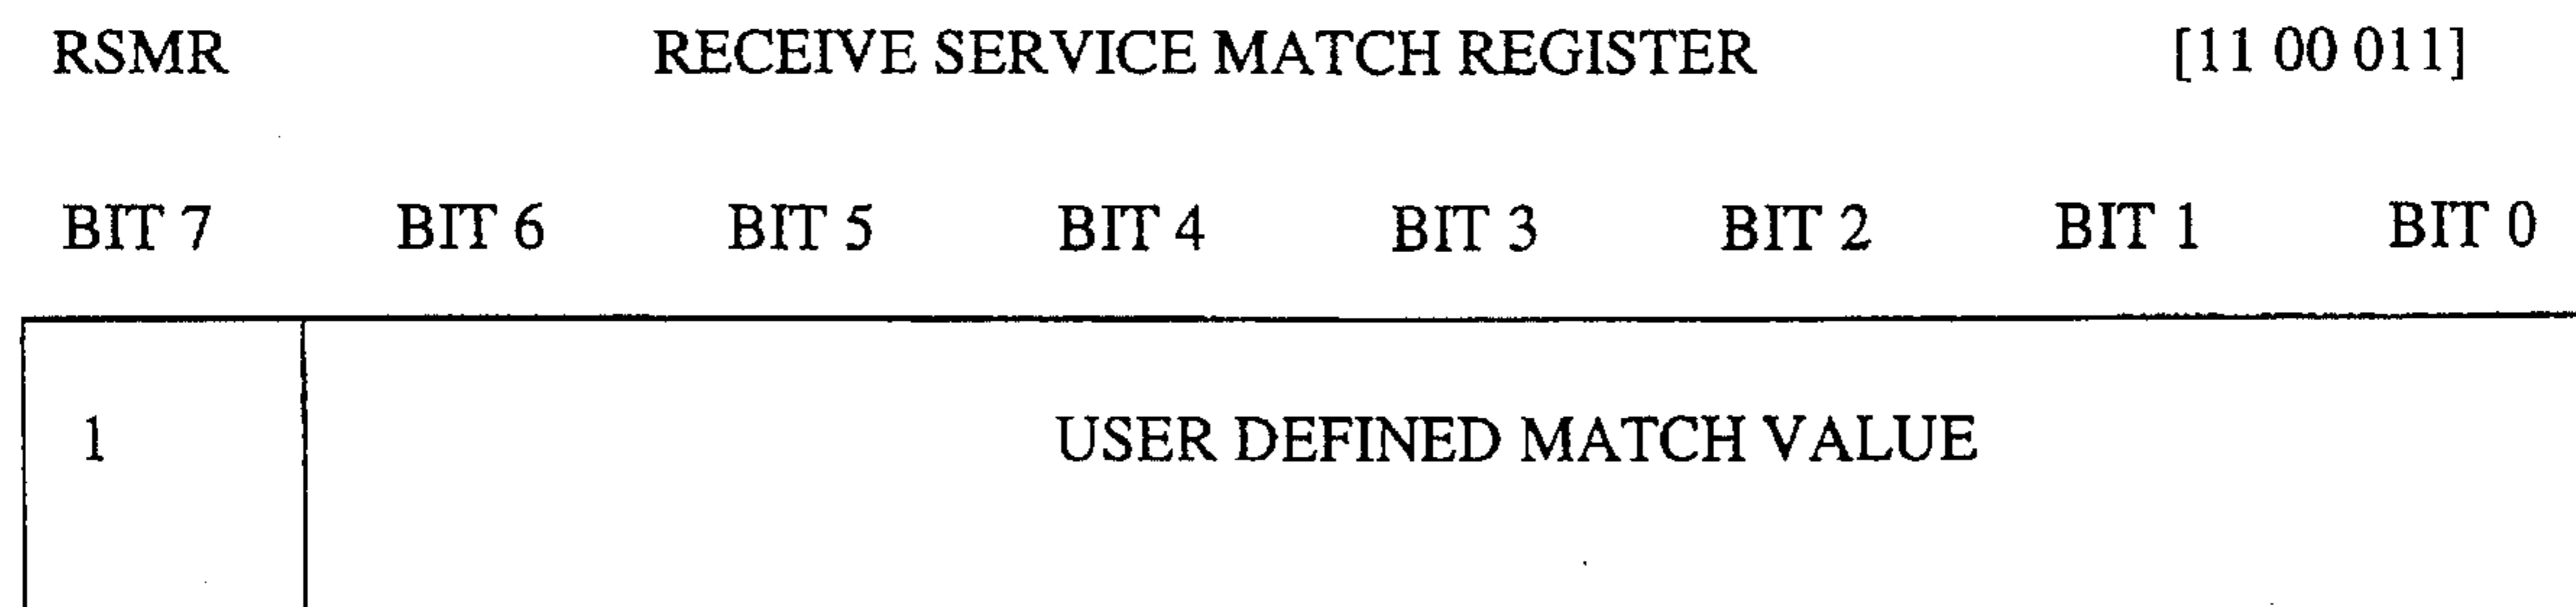 RSMR RECEIVE SERVICE MATCH REGISTER [11 00 011]
BIT 7 BIT 6 BIT 5 BIT 4 BIT 3 BIT 2 BIT 1 BIT 0
1 USER DEFINED MATCH VALUE